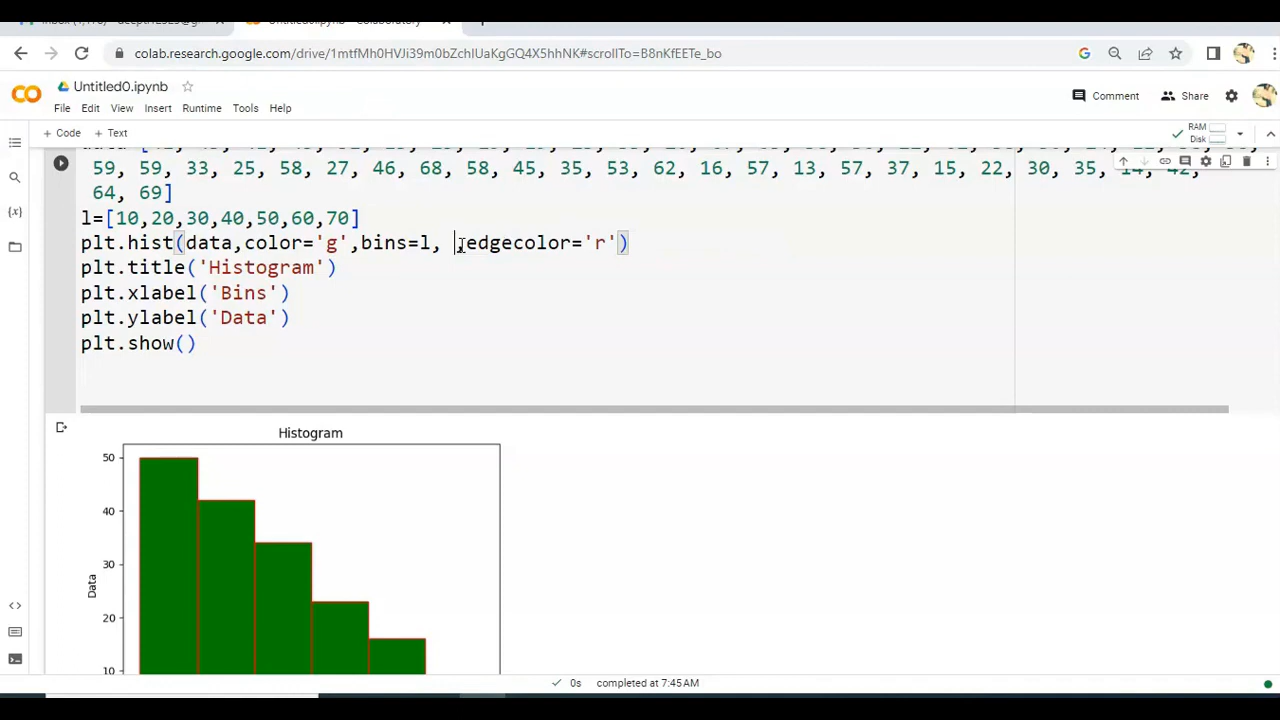 colab.research.google.com/drive/1mtfMh0HVJi39m0bZchIUaKgGQ4X5hhNK#scrollTo=B8nKfEETe_bo
Untitled0.ipynb
File Edit View Insert Runtime Tools Help
Comment
Share
+ Code + Text
RAM
Disk
59, 59, 33, 25, 58, 27, 46, 68, 58, 45, 35, 53, 62, 16, 57, 13, 57, 37, 15, 22, 30, 35, 14, 42,
64, 69]
l=[10,20,30,40,50,60,70]
plt.hist(data,color='g',bins=l, ,edgecolor='r')
plt.title('Histogram')
plt.xlabel('Bins')
plt.ylabel('Data')
plt.show()
Histogram
50
40
30
20
10
Data
0s completed at 7:45AM